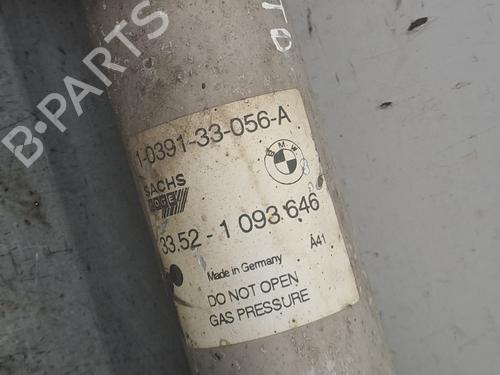 B-PARTS
1-0391-33-056-A
BMW
SACHS
BOGE
33.52 - 1 093 646
A41
Made in Germany
DO NOT OPEN
GAS PRESSURE
B-PARTS